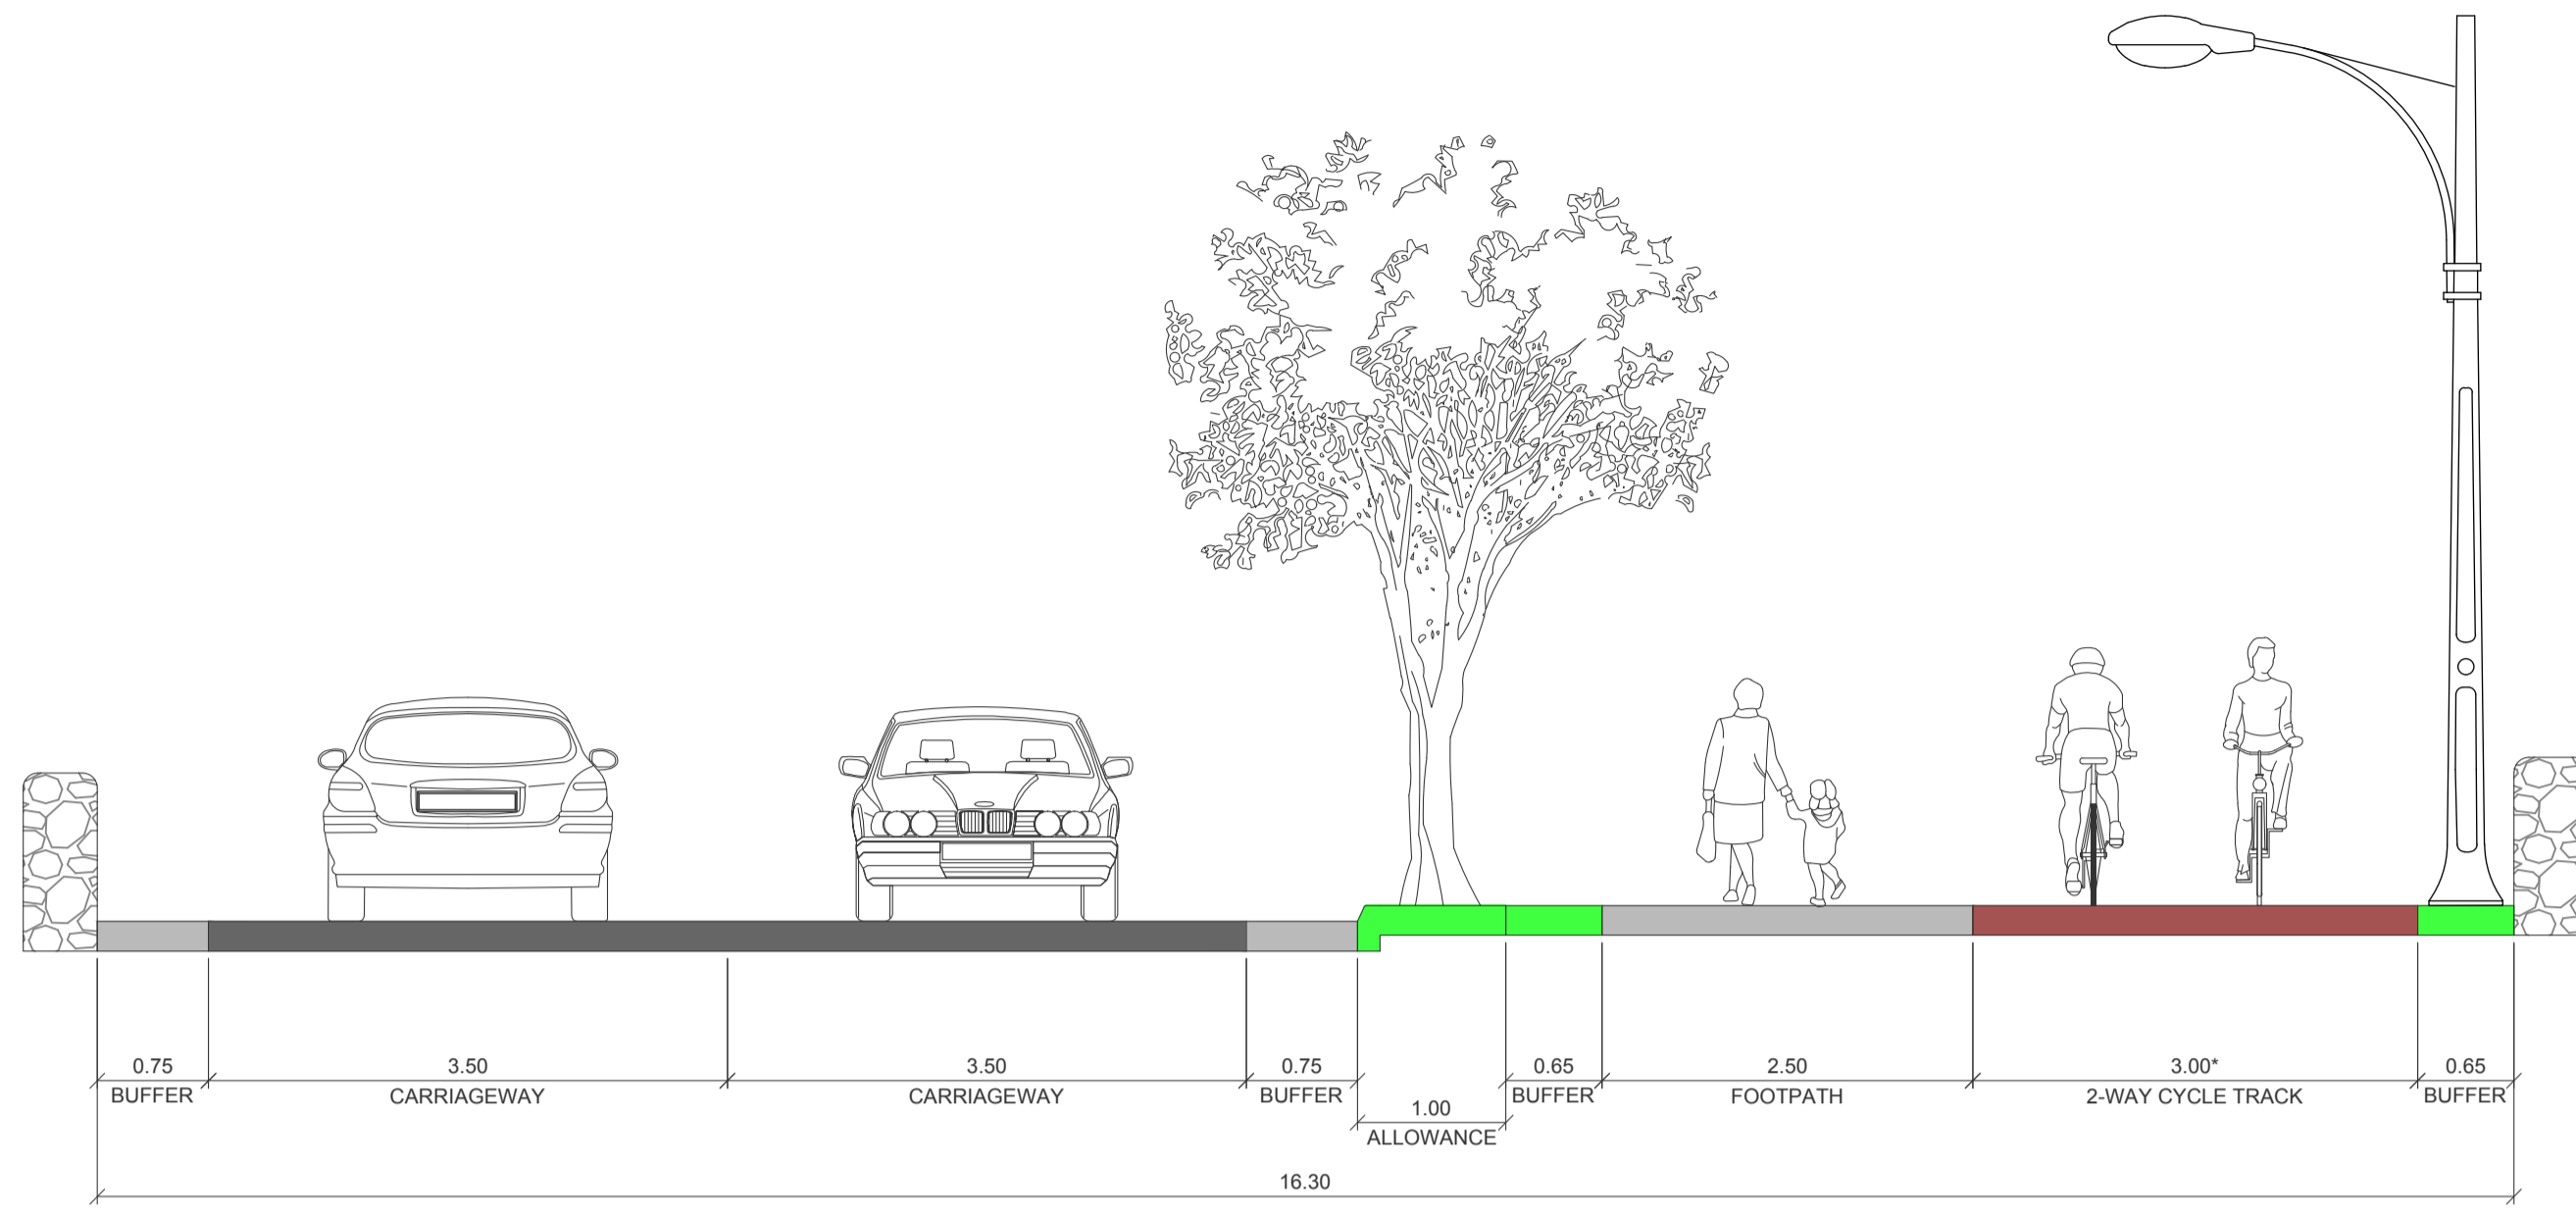 0.75
BUFFER
3.50
CARRIAGEWAY
3.50
CARRIAGEWAY
0.75
BUFFER
1.00
ALLOWANCE
0.65
BUFFER
2.50
FOOTPATH
3.00*
2-WAY CYCLE TRACK
0.65
BUFFER
16.30